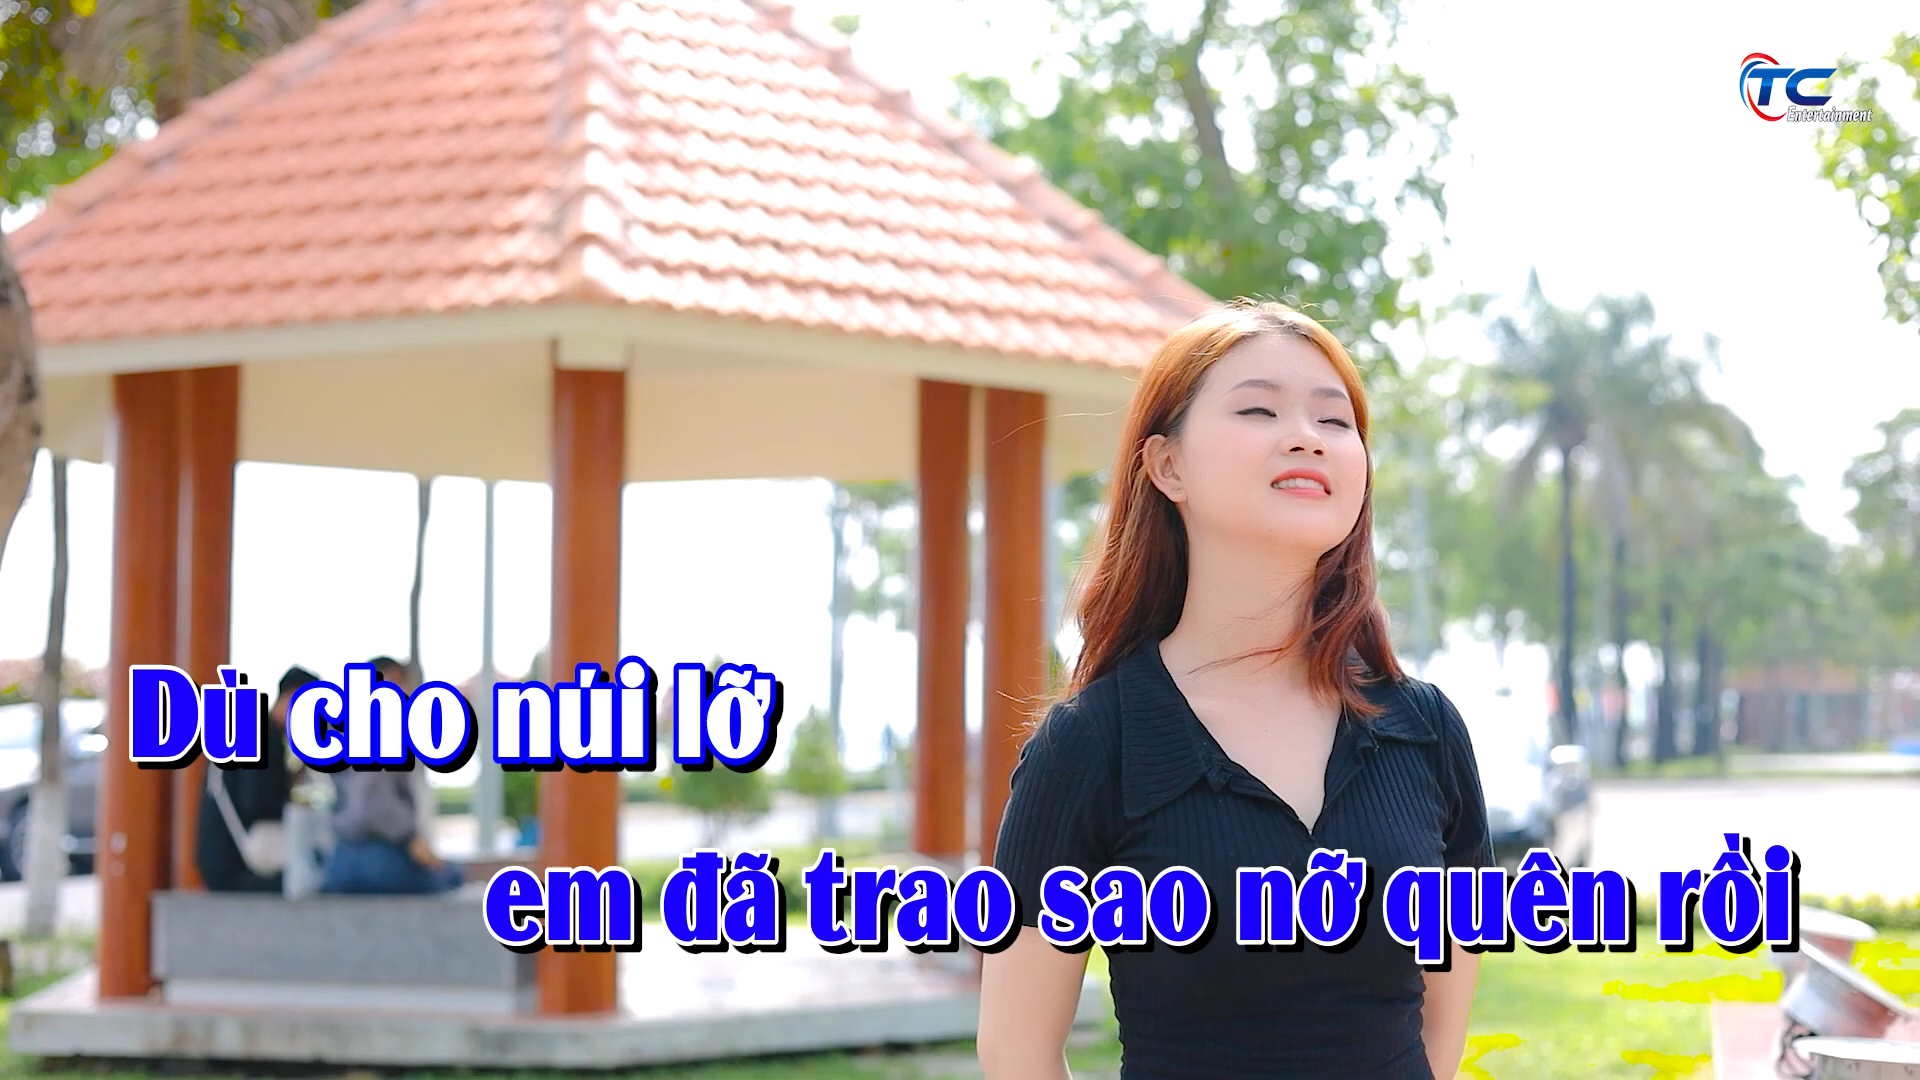 TC
Entertainment
Dù cho núi lỡ
em đã trao sao nỡ quên rồi